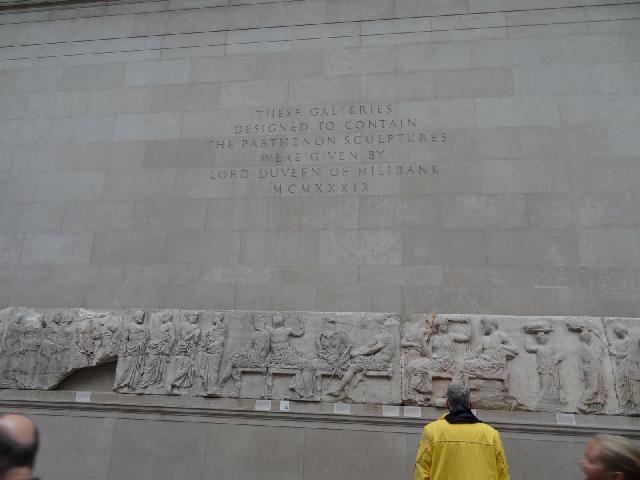 THESE GALLERIES
DESIGNED TO CONTAIN
THE PARTHENON SCULPTURES
WERE GIVEN BY
LORD DUVEEN OF MILLBANK
MCMXXXIX